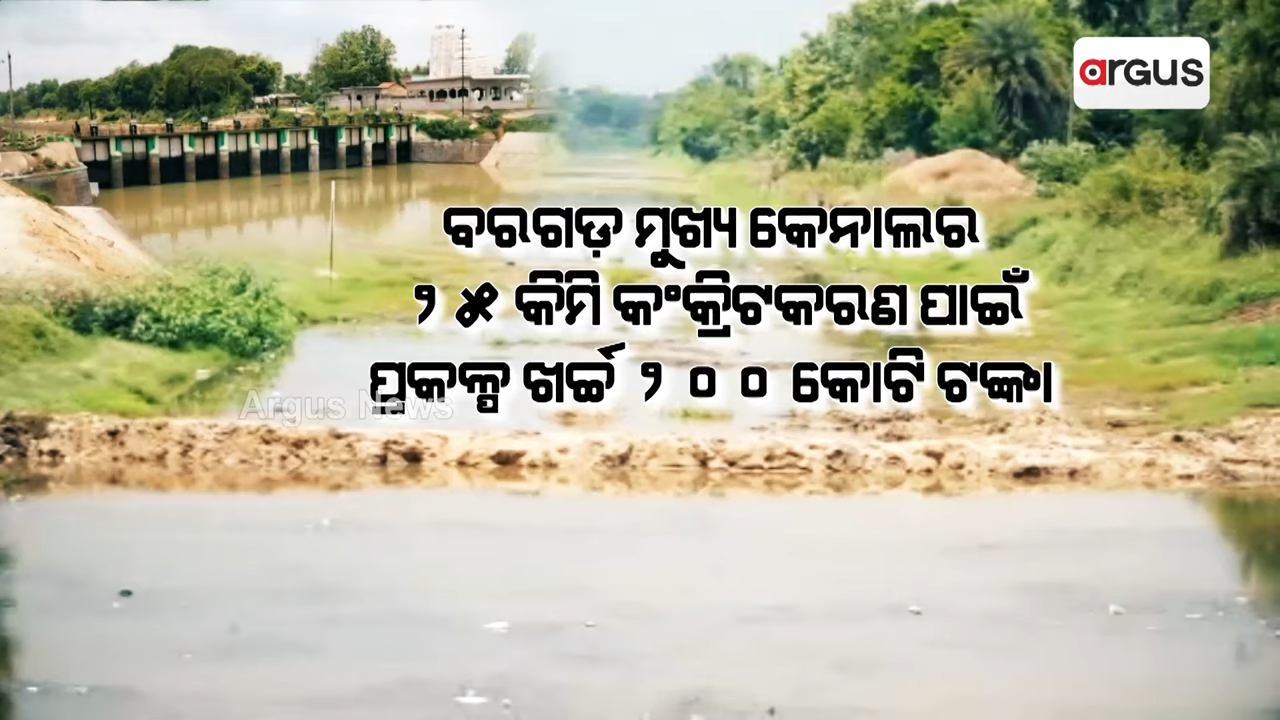 argus
ବରଗଡ଼ ମୁଖ୍ୟ କେନାଲର
୨ ୫ କିମି କଂକ୍ରିଟକରଣ ପାଇଁ
ପ୍ରକଳ୍ପ ଖର୍ଚ୍ଚ ୨ ୦ ୦ କୋଟି ଟଙ୍କା
Argus News